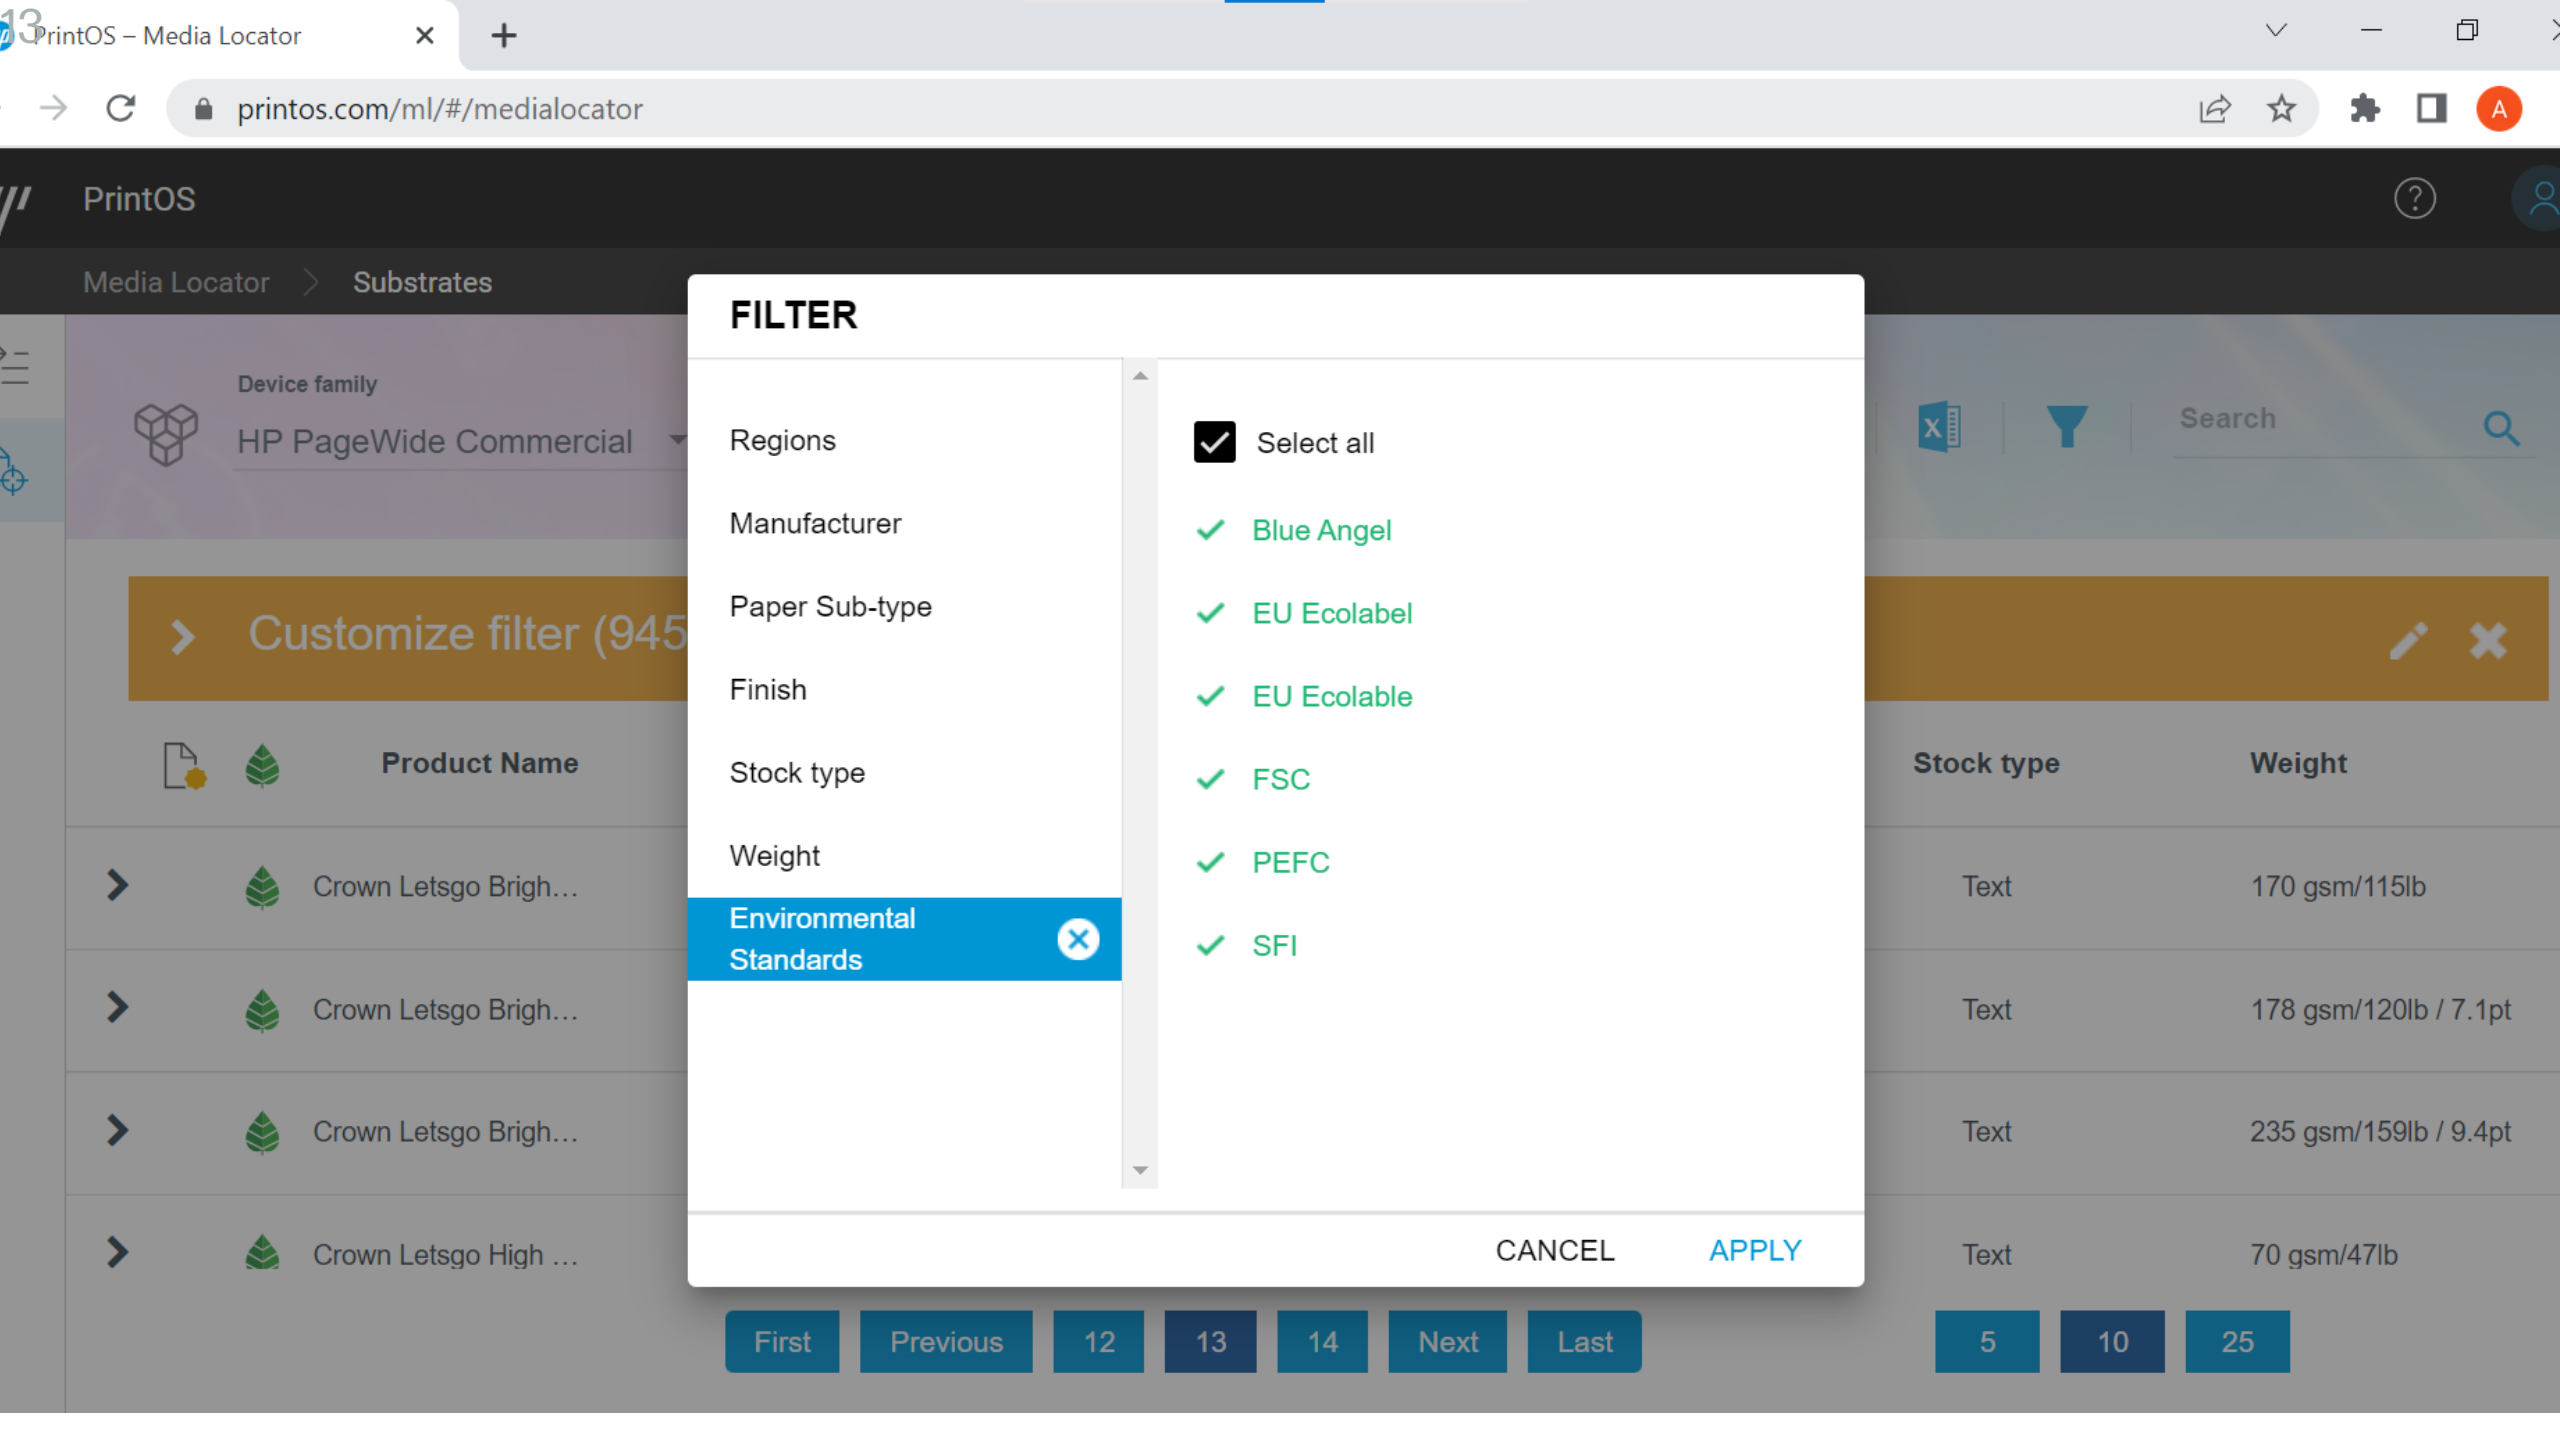 13
PrintOS – Media Locator
printos.com/ml/#/medialocator
A
PrintOS
?
Media Locator
Substrates
FILTER
Device family
HP PageWide Commercial
Search
Regions
Manufacturer
Paper Sub-type
Finish
Stock type
Weight
Environmental
Standards
Select all
Blue Angel
EU Ecolabel
EU Ecolable
FSC
PEFC
SFI
CANCEL
APPLY
Customize filter (945
Product Name
Stock type
Weight
Crown Letsgo Brigh...
Text
170 gsm/115lb
Crown Letsgo Brigh...
Text
178 gsm/120lb / 7.1pt
Crown Letsgo Brigh...
Text
235 gsm/159lb / 9.4pt
Crown Letsgo High ...
Text
70 gsm/47lb
First
Previous
12
13
14
Next
Last
5
10
25